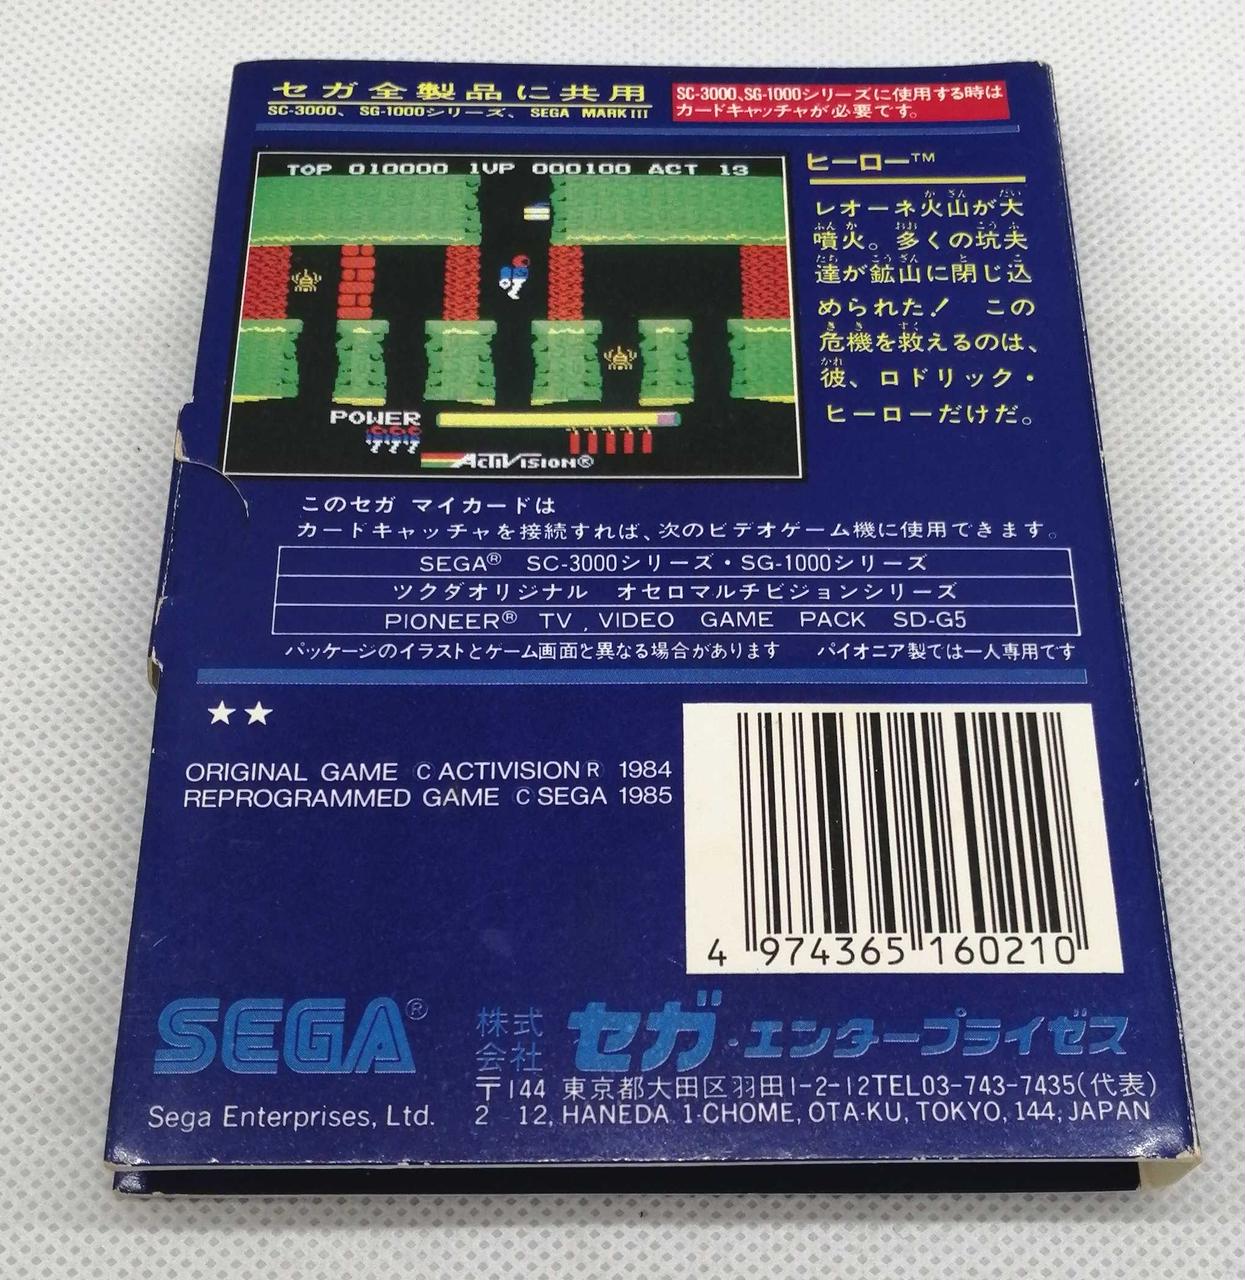 セガ全製品に共用
SC-3000、SG-1000シリーズ、SEGA MARK III
SC-3000、SG-1000シリーズに使用する時は
カードキャッチャが必要です。
TOP 010000 1UP 000100 ACT 13
POWER
ACTIVISION®
ヒーロー™
レオーネ火山が大
噴火。多くの坑夫
達が鉱山に閉じ込
められた! この
危機を救えるのは、
彼、ロドリック・
ヒーローだけだ。
このセガ マイカードは
カードキャッチャを接続すれば、次のビデオゲーム機に使用できます。
SEGA® SC-3000シリーズ・SG-1000シリーズ
ツクダオリジナル オセロマルチビジョンシリーズ
PIONEER® TV , VIDEO GAME PACK SD-G5
パッケージのイラストとゲーム画面と異なる場合があります パイオニア製では一人専用です
★★
ORIGINAL GAME © ACTIVISION® 1984
REPROGRAMMED GAME © SEGA 1985
4 974365 160210
SEGA®
Sega Enterprises, Ltd.
株式会社 セガ・エンタープライゼス
〒144 東京都大田区羽田1-2-12TEL03-743-7435(代表)
2 12, HANEDA 1-CHOME, OTA-KU, TOKYO, 144, JAPAN